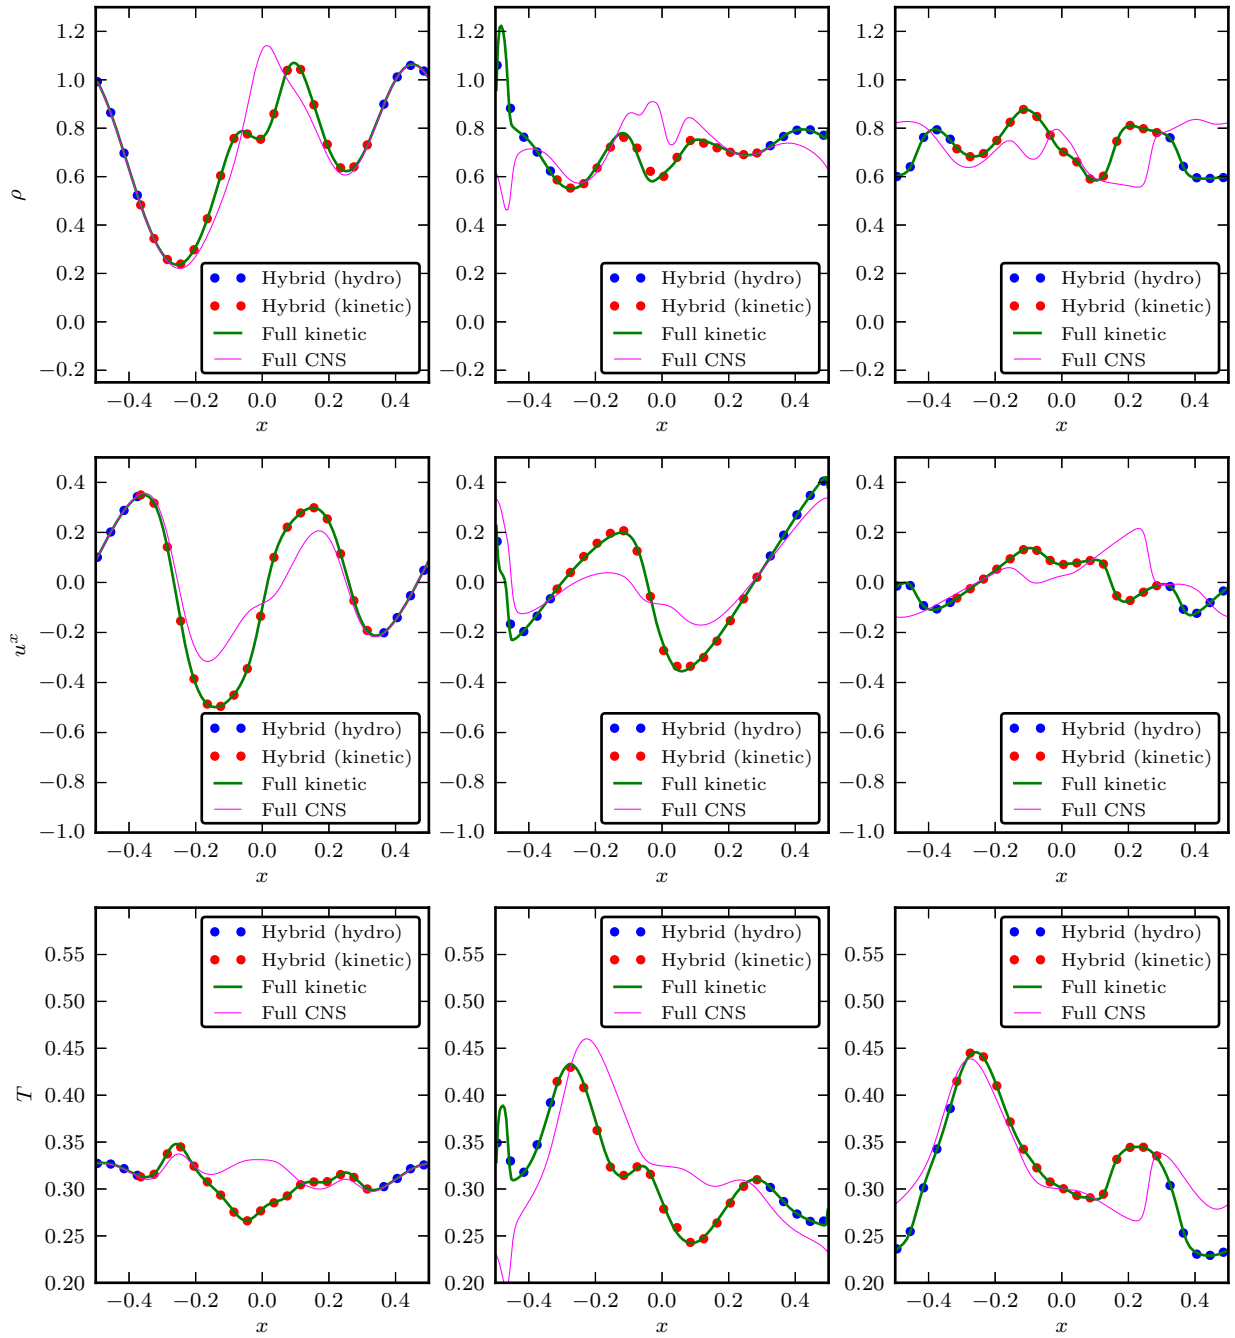 1.2
1.0
0.8
0.6
0.4
0.2
0.0
−0.2
ρ
−0.4 −0.2 0.0 0.2 0.4
x
Hybrid (hydro)
Hybrid (kinetic)
Full kinetic
Full CNS
1.2
1.0
0.8
0.6
0.4
0.2
0.0
−0.2
−0.4 −0.2 0.0 0.2 0.4
x
Hybrid (hydro)
Hybrid (kinetic)
Full kinetic
Full CNS
1.2
1.0
0.8
0.6
0.4
0.2
0.0
−0.2
−0.4 −0.2 0.0 0.2 0.4
x
Hybrid (hydro)
Hybrid (kinetic)
Full kinetic
Full CNS
0.4
0.2
0.0
−0.2
−0.4
−0.6
−0.8
−1.0
uˣ
−0.4 −0.2 0.0 0.2 0.4
x
Hybrid (hydro)
Hybrid (kinetic)
Full kinetic
Full CNS
0.4
0.2
0.0
−0.2
−0.4
−0.6
−0.8
−1.0
−0.4 −0.2 0.0 0.2 0.4
x
Hybrid (hydro)
Hybrid (kinetic)
Full kinetic
Full CNS
0.4
0.2
0.0
−0.2
−0.4
−0.6
−0.8
−1.0
−0.4 −0.2 0.0 0.2 0.4
x
Hybrid (hydro)
Hybrid (kinetic)
Full kinetic
Full CNS
0.55
0.50
0.45
0.40
0.35
0.30
0.25
0.20
T
−0.4 −0.2 0.0 0.2 0.4
x
Hybrid (hydro)
Hybrid (kinetic)
Full kinetic
Full CNS
0.55
0.50
0.45
0.40
0.35
0.30
0.25
0.20
−0.4 −0.2 0.0 0.2 0.4
x
Hybrid (hydro)
Hybrid (kinetic)
Full kinetic
Full CNS
0.55
0.50
0.45
0.40
0.35
0.30
0.25
0.20
−0.4 −0.2 0.0 0.2 0.4
x
Hybrid (hydro)
Hybrid (kinetic)
Full kinetic
Full CNS